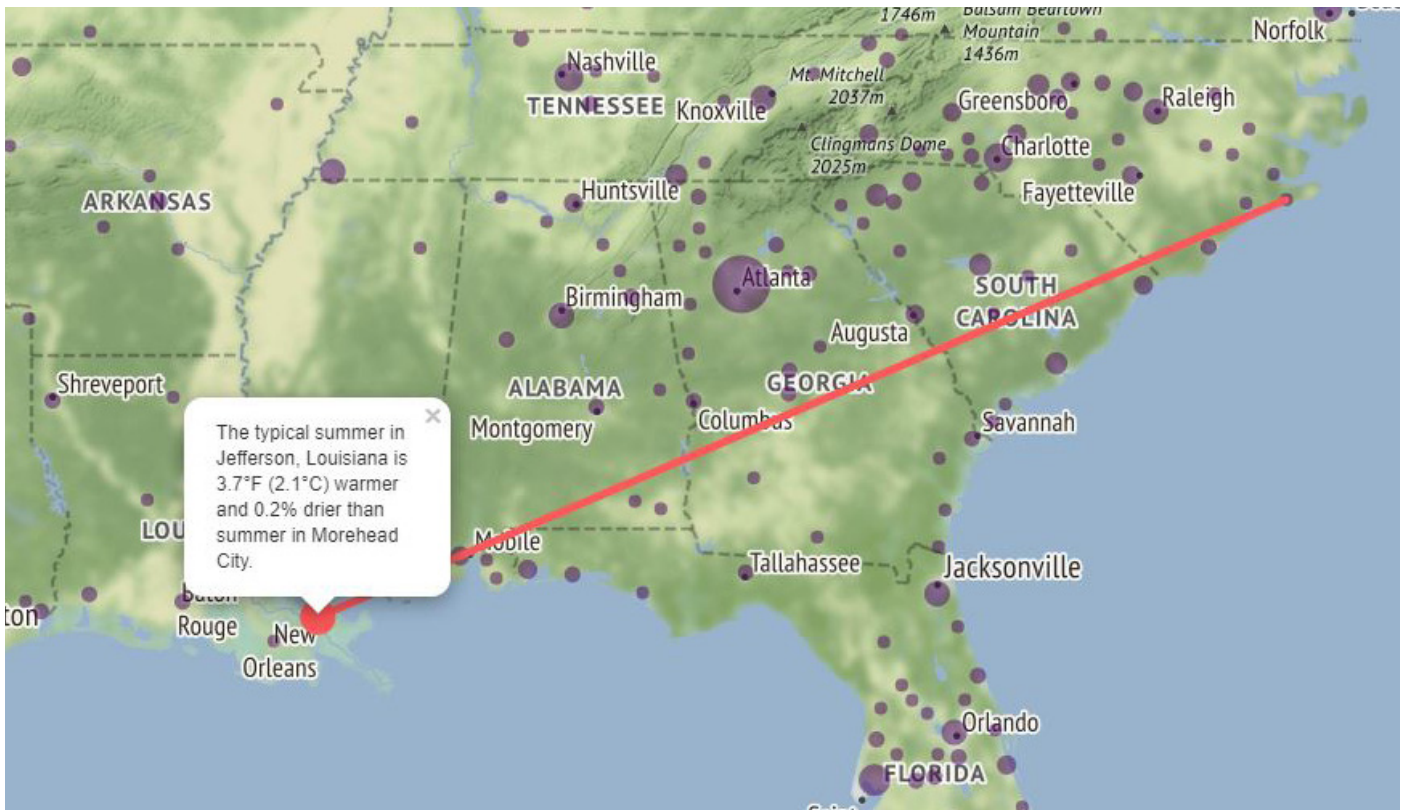 1746m
Balsam Beartown
Mountain
1436m
Norfolk
Nashville
TENNESSEE
Knoxville
Mt. Mitchell
2037m
Greensboro
Raleigh
Clingmans Dome
2025m
Charlotte
Fayetteville
ARKANSAS
Huntsville
Atlanta
Birmingham
SOUTH
CAROLINA
Augusta
Shreveport
ALABAMA
GEORGIA
Montgomery
Columbus
Savannah
×
The typical summer in
Jefferson, Louisiana is
3.7°F (2.1°C) warmer
and 0.2% drier than
summer in Morehead
City.
LOU
Mobile
Tallahassee
Jacksonville
ton
Baton
Rouge
New
Orleans
Orlando
FLORIDA